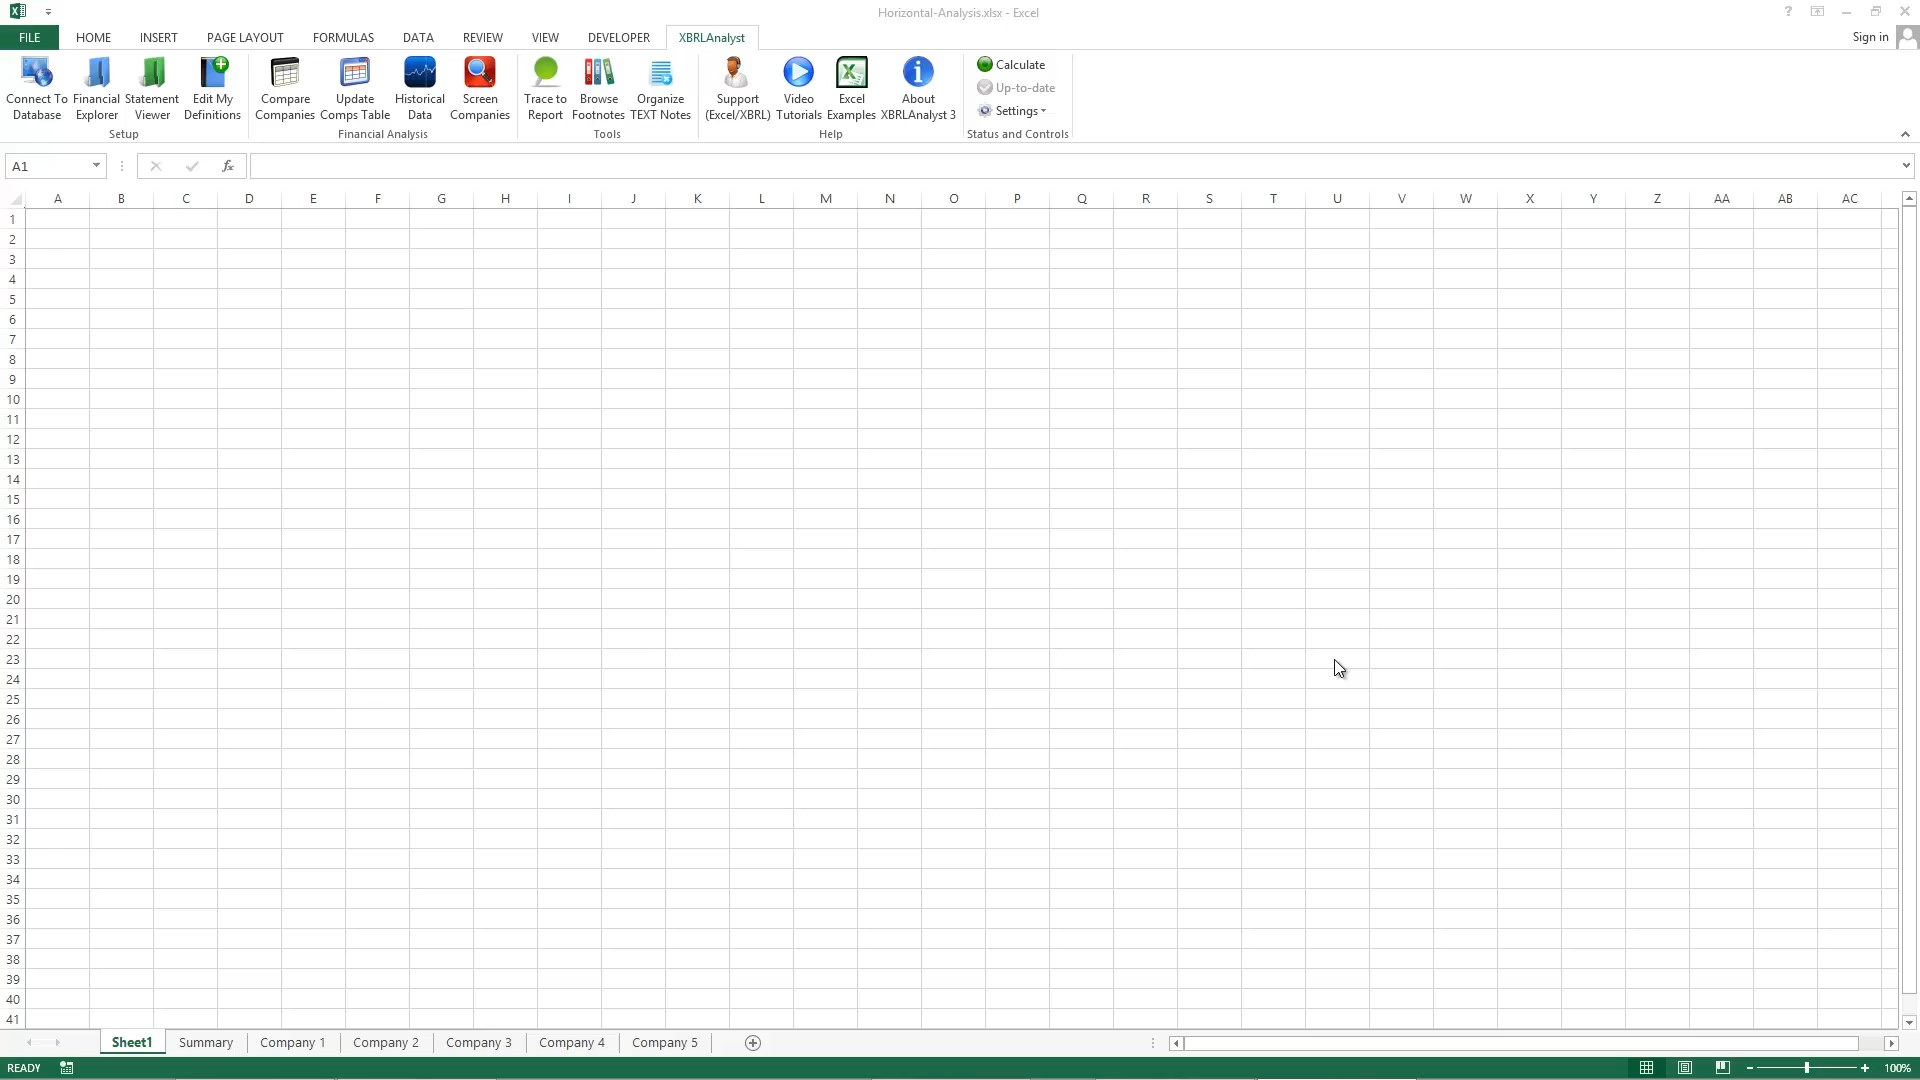 Horizontal-Analysis.xlsx - Excel
FILE HOME INSERT PAGE LAYOUT FORMULAS DATA REVIEW VIEW DEVELOPER XBRLAnalyst Sign in
Connect To Database Financial Explorer Statement Viewer Edit My Definitions
Setup
Compare Companies Update Comps Table Historical Data Screen Companies
Financial Analysis
Trace to Report Browse Footnotes Organize TEXT Notes
Tools
Support (Excel/XBRL) Video Tutorials Excel Examples About XBRLAnalyst 3
Help
Calculate
Up-to-date
Settings
Status and Controls
A1 fx
A B C D E F G H I J K L M N O P Q R S T U V W X Y Z AA AB AC
1
2
3
4
5
6
7
8
9
10
11
12
13
14
15
16
17
18
19
20
21
22
23
24
25
26
27
28
29
30
31
32
33
34
35
36
37
38
39
40
41
Sheet1 Summary Company 1 Company 2 Company 3 Company 4 Company 5
READY 100%